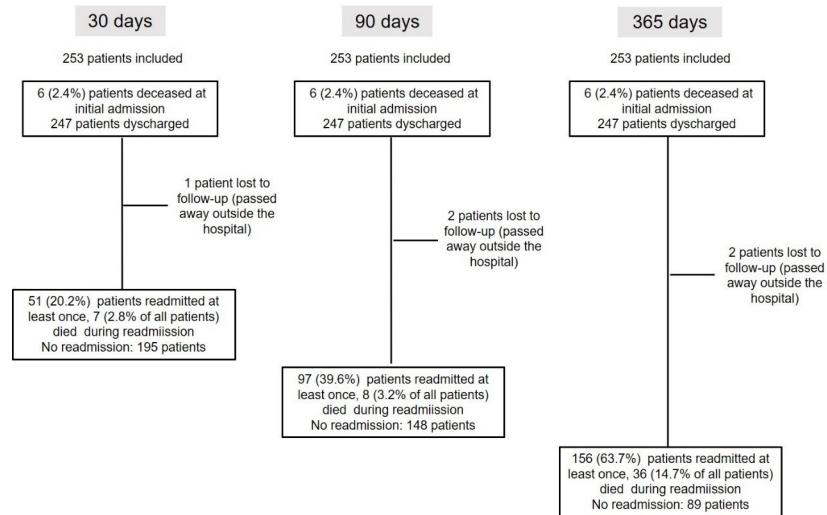 30 days
253 patients included
6 (2.4%) patients deceased at
initial admission
247 patients dyscharged
1 patient lost to
follow-up (passed
away outside the
hospital)
51 (20.2%) patients readmitted at
least once, 7 (2.8% of all patients)
died during readmiission
No readmission: 195 patients
90 days
253 patients included
6 (2.4%) patients deceased at
initial admission
247 patients dyscharged
2 patients lost to
follow-up (passed
away outside the
hospital)
97 (39.6%) patients readmitted at
least once, 8 (3.2% of all patients)
died during readmiission
No readmission: 148 patients
365 days
253 patients included
6 (2.4%) patients deceased at
initial admission
247 patients dyscharged
2 patients lost to
follow-up (passed
away outside the
hospital)
156 (63.7%) patients readmitted at
least once, 36 (14.7% of all patients)
died during readmiission
No readmission: 89 patients